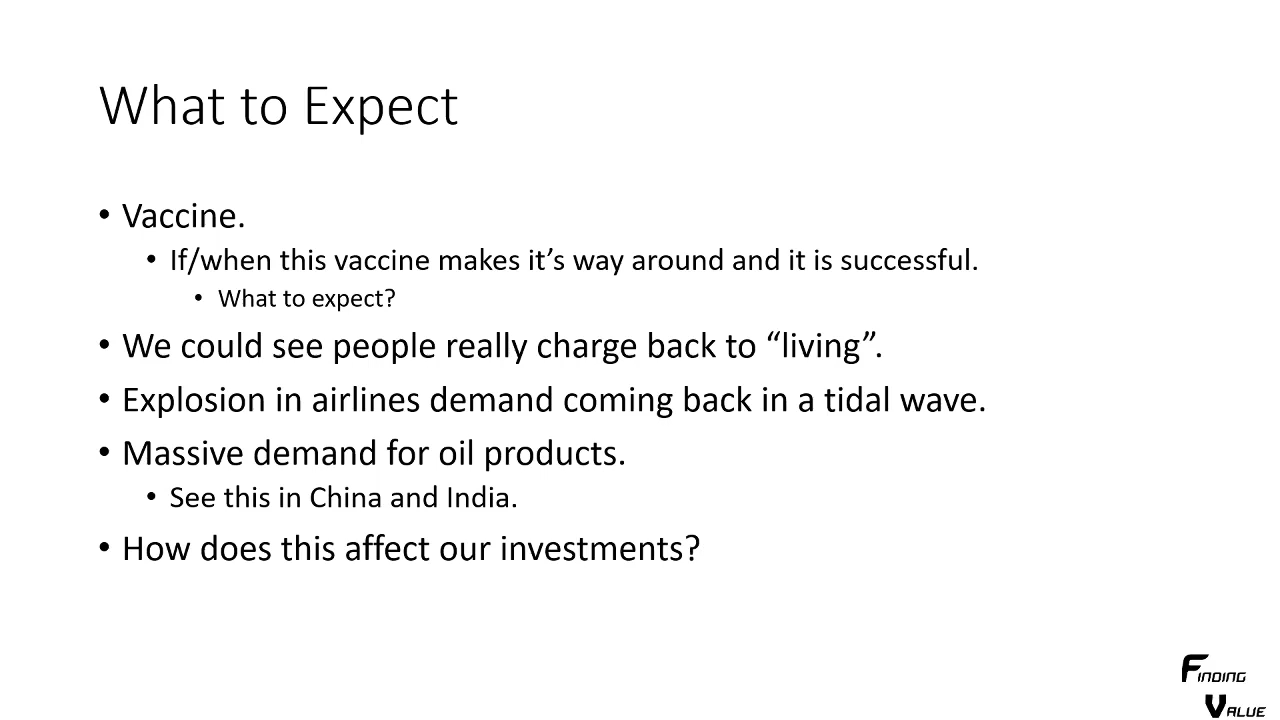 What to Expect
• Vaccine.
• If/when this vaccine makes it’s way around and it is successful.
• What to expect?
• We could see people really charge back to “living”.
• Explosion in airlines demand coming back in a tidal wave.
• Massive demand for oil products.
• See this in China and India.
• How does this affect our investments?
Finding
Value